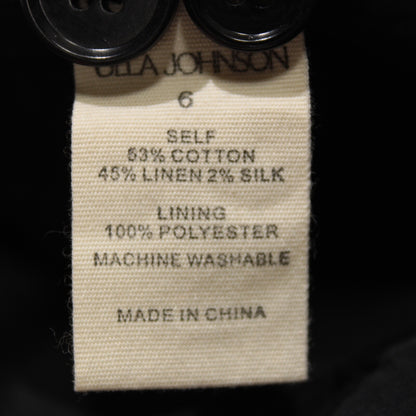 ULLA JOHNSON
6
SELF
53% COTTON
45% LINEN 2% SILK
LINING
100% POLYESTER
MACHINE WASHABLE
MADE IN CHINA